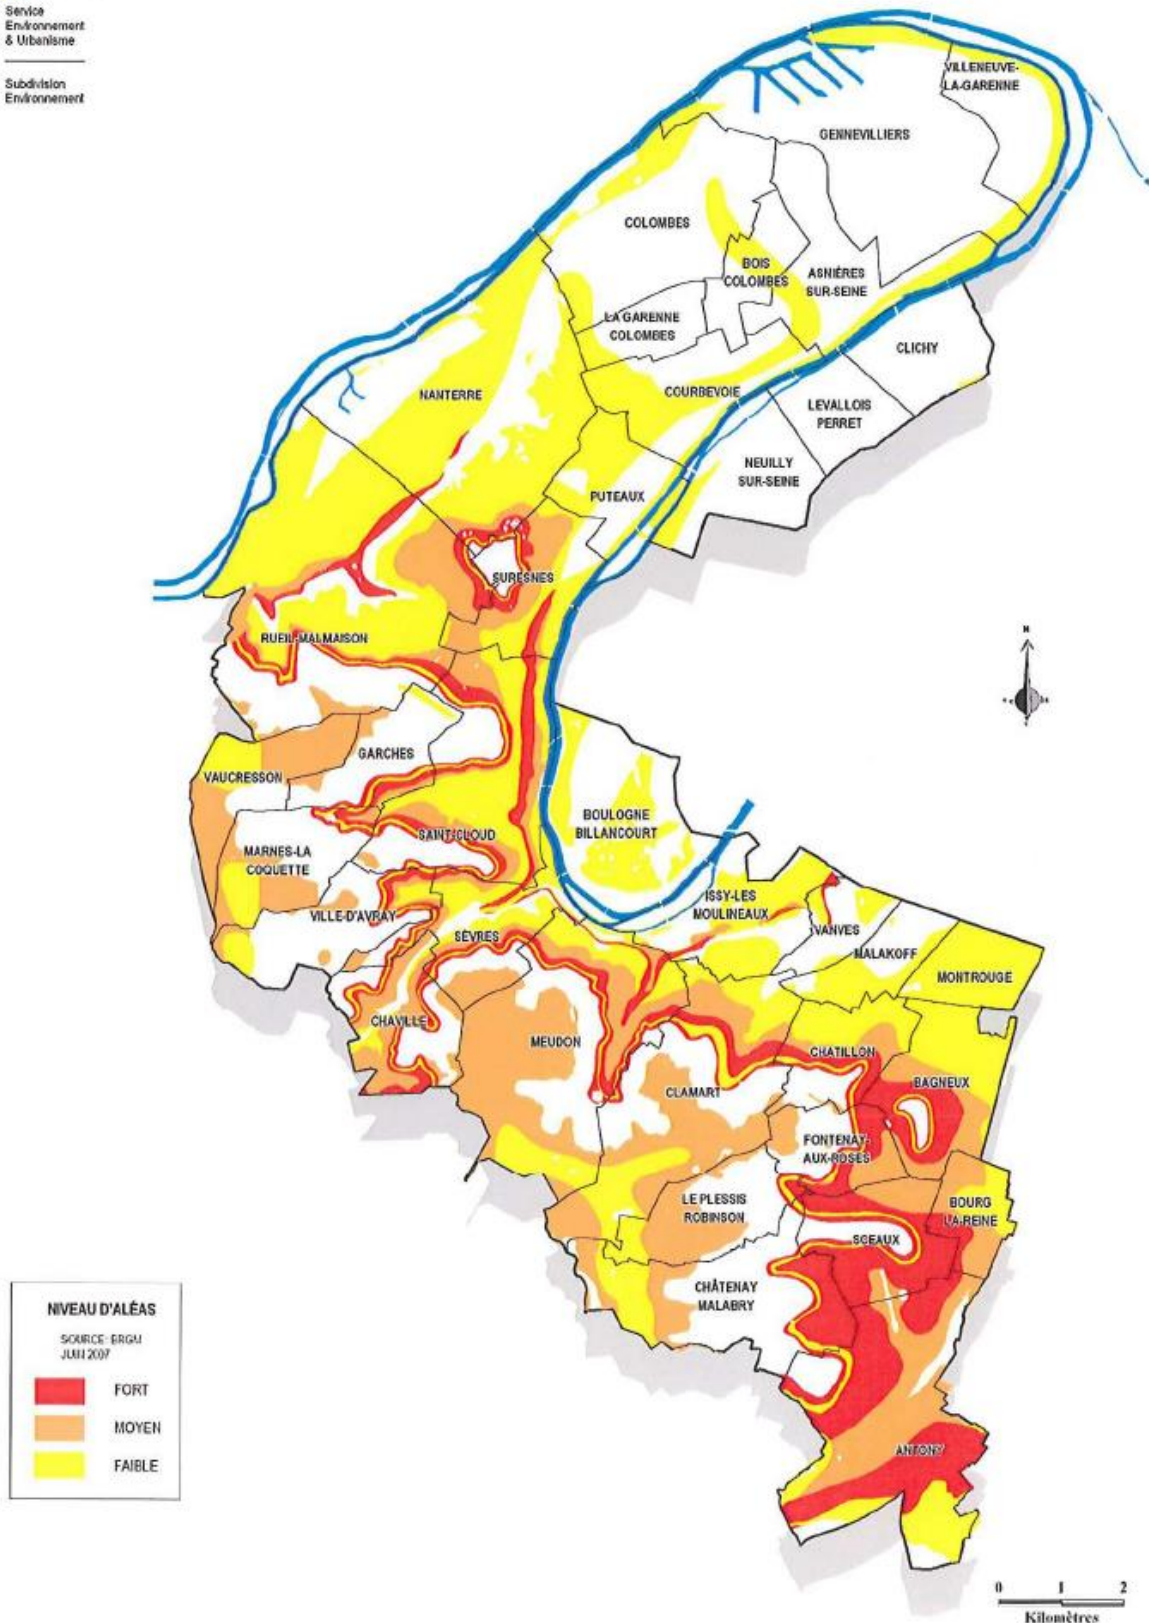 Service
Environnement
& Urbanisme
Subdivision
Environnement
VILLENEUVE-
LA-GARENNE
GENNEVILLIERS
COLOMBES
BOIS
COLOMBES
ASNIÈRES
SUR-SEINE
LA GARENNE
COLOMBES
CLICHY
NANTERRE
COURBEVOIE
LEVALLOIS
PERRET
NEUILLY
SUR-SEINE
PUTEAUX
SURESNES
RUEIL-MALMAISON
N
GARCHES
VAUCRESSON
BOULOGNE
BILLANCOURT
SAINT-CLOUD
MARNES-LA
COQUETTE
ISSY-LES
MOULINEAUX
VILLE-D'AVRAY
VANVES
SÈVRES
MALAKOFF
MONTROUGE
CHAVILLE
MEUDON
CHATILLON
BAGNEUX
CLAMART
FONTENAY-
AUX-ROSES
LE PLESSIS
ROBINSON
BOURG
LA-REINE
SCEAUX
CHÂTENAY
MALABRY
NIVEAU D'ALÉAS
SOURCE: BRGM
JUIN 2007
FORT
MOYEN
FAIBLE
ANTONY
0 1 2
Kilomètres